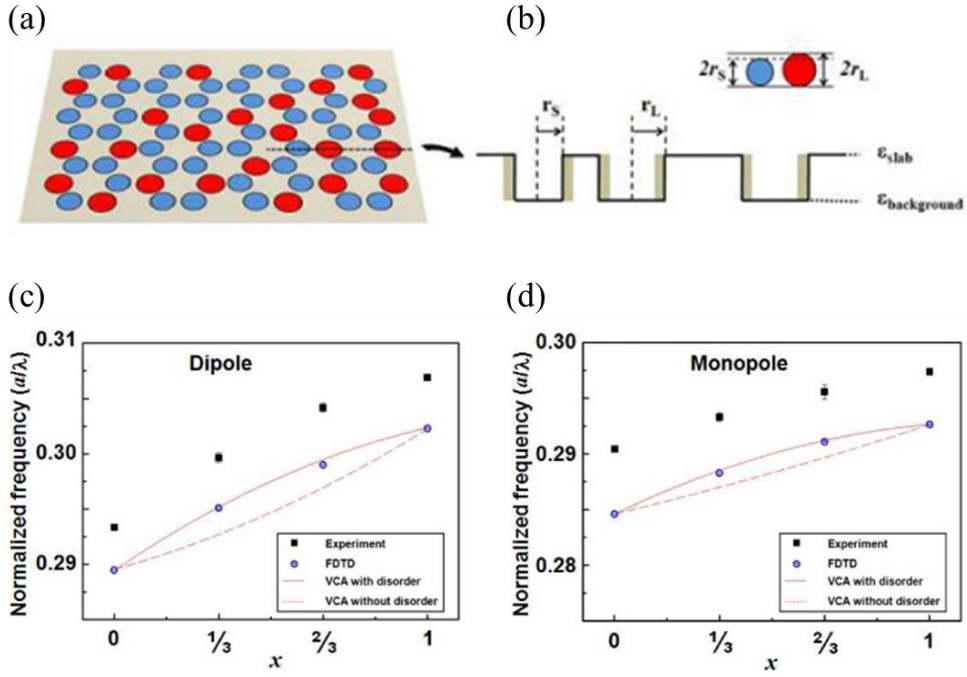 (a)
(b)
2rS
2rL
rS
rL
εslab
εbackground
(c)
(d)
0.31
0.30
0.29
Normalized frequency (a/λ)
Dipole
Experiment
FDTD
VCA with disorder
VCA without disorder
0
⅓
⅔
1
x
0.30
0.29
0.28
0.27
Normalized frequency (a/λ)
Monopole
Experiment
FDTD
VCA with disorder
VCA without disorder
0
⅓
⅔
1
x